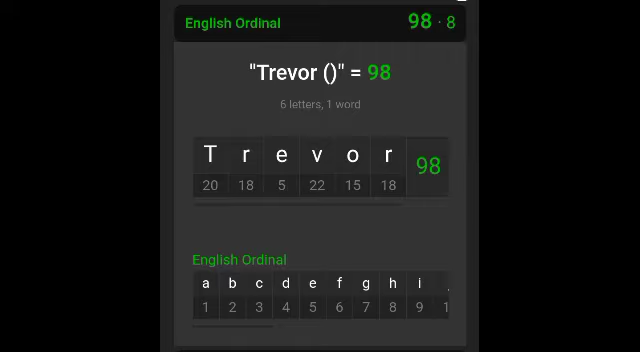 English Ordinal 98 · 8
"Trevor ()" = 98
6 letters, 1 word
T r e v o r 98
20 18 5 22 15 18
English Ordinal
a b c d e f g h i
1 2 3 4 5 6 7 8 9 1